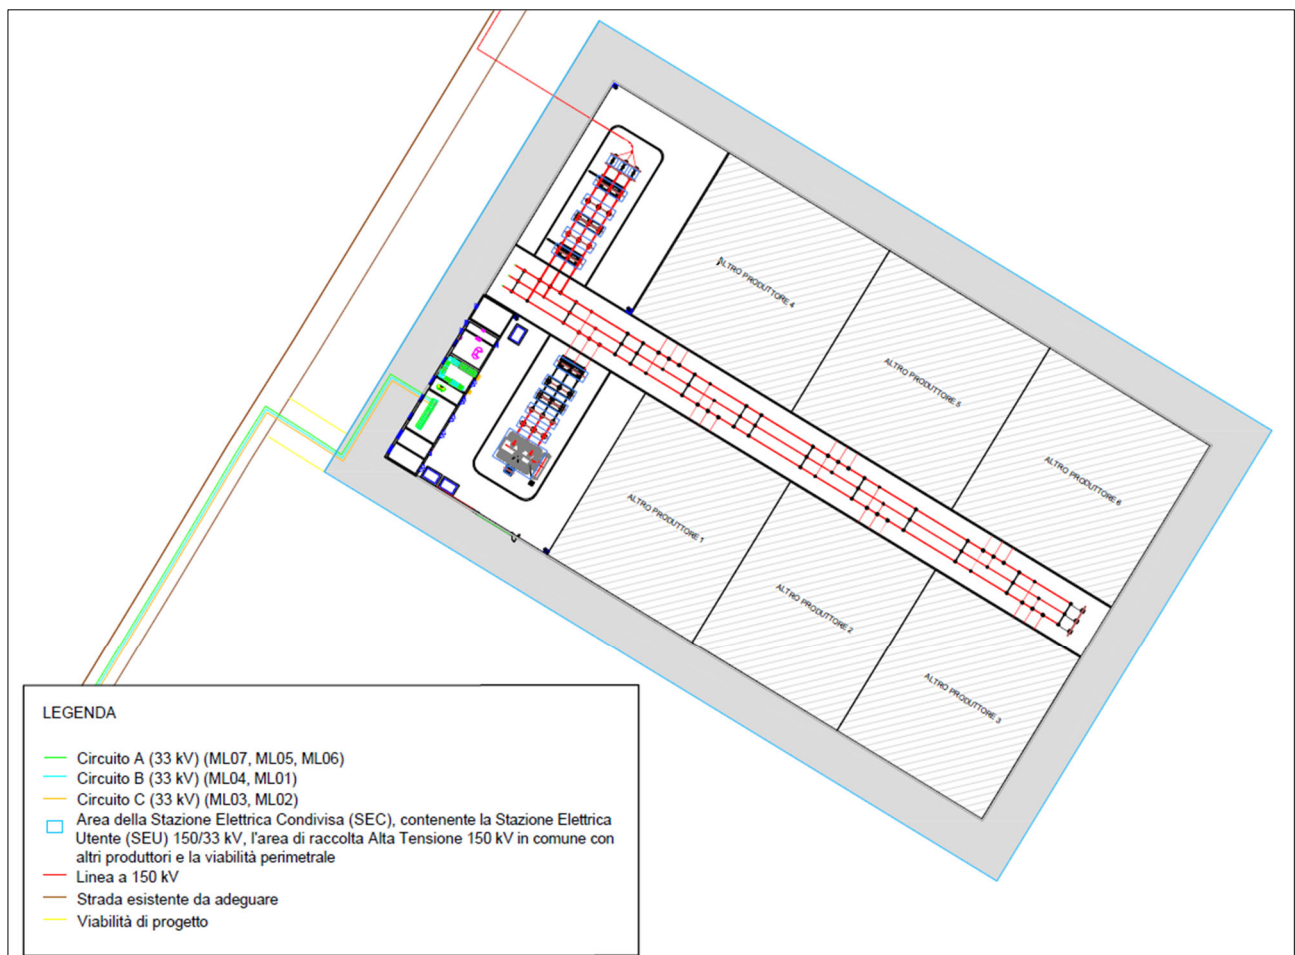 ALTRO PRODUTTORE 4
ALTRO PRODUTTORE 5
ALTRO PRODUTTORE 6
ALTRO PRODUTTORE 1
ALTRO PRODUTTORE 2
ALTRO PRODUTTORE 3
LEGENDA
Circuito A (33 kV) (ML07, ML05, ML06)
Circuito B (33 kV) (ML04, ML01)
Circuito C (33 kV) (ML03, ML02)
Area della Stazione Elettrica Condivisa (SEC), contenente la Stazione Elettrica
Utente (SEU) 150/33 kV, l'area di raccolta Alta Tensione 150 kV in comune con
altri produttori e la viabilità perimetrale
Linea a 150 kV
Strada esistente da adeguare
Viabilità di progetto